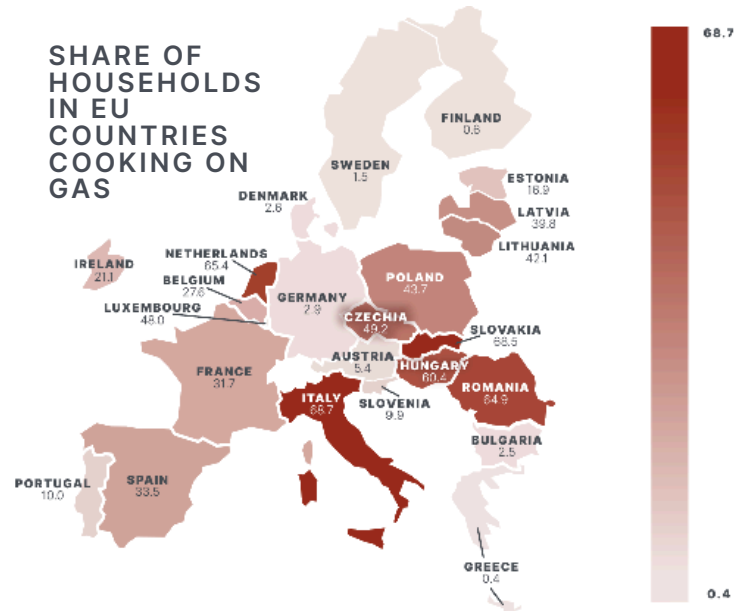 SHARE OF
HOUSEHOLDS
IN EU
COUNTRIES
COOKING ON
GAS
68.7
FINLAND
0.6
SWEDEN
1.5
ESTONIA
16.9
DENMARK
2.6
LATVIA
39.8
LITHUANIA
42.1
IRELAND
21.1
NETHERLANDS
65.4
BELGIUM
27.6
LUXEMBOURG
48.0
GERMANY
2.9
POLAND
43.7
CZECHIA
49.2
SLOVAKIA
68.5
AUSTRIA
5.4
HUNGARY
60.4
FRANCE
31.7
ITALY
68.7
SLOVENIA
9.9
ROMANIA
64.9
BULGARIA
2.5
PORTUGAL
10.0
SPAIN
33.5
GREECE
0.4
0.4